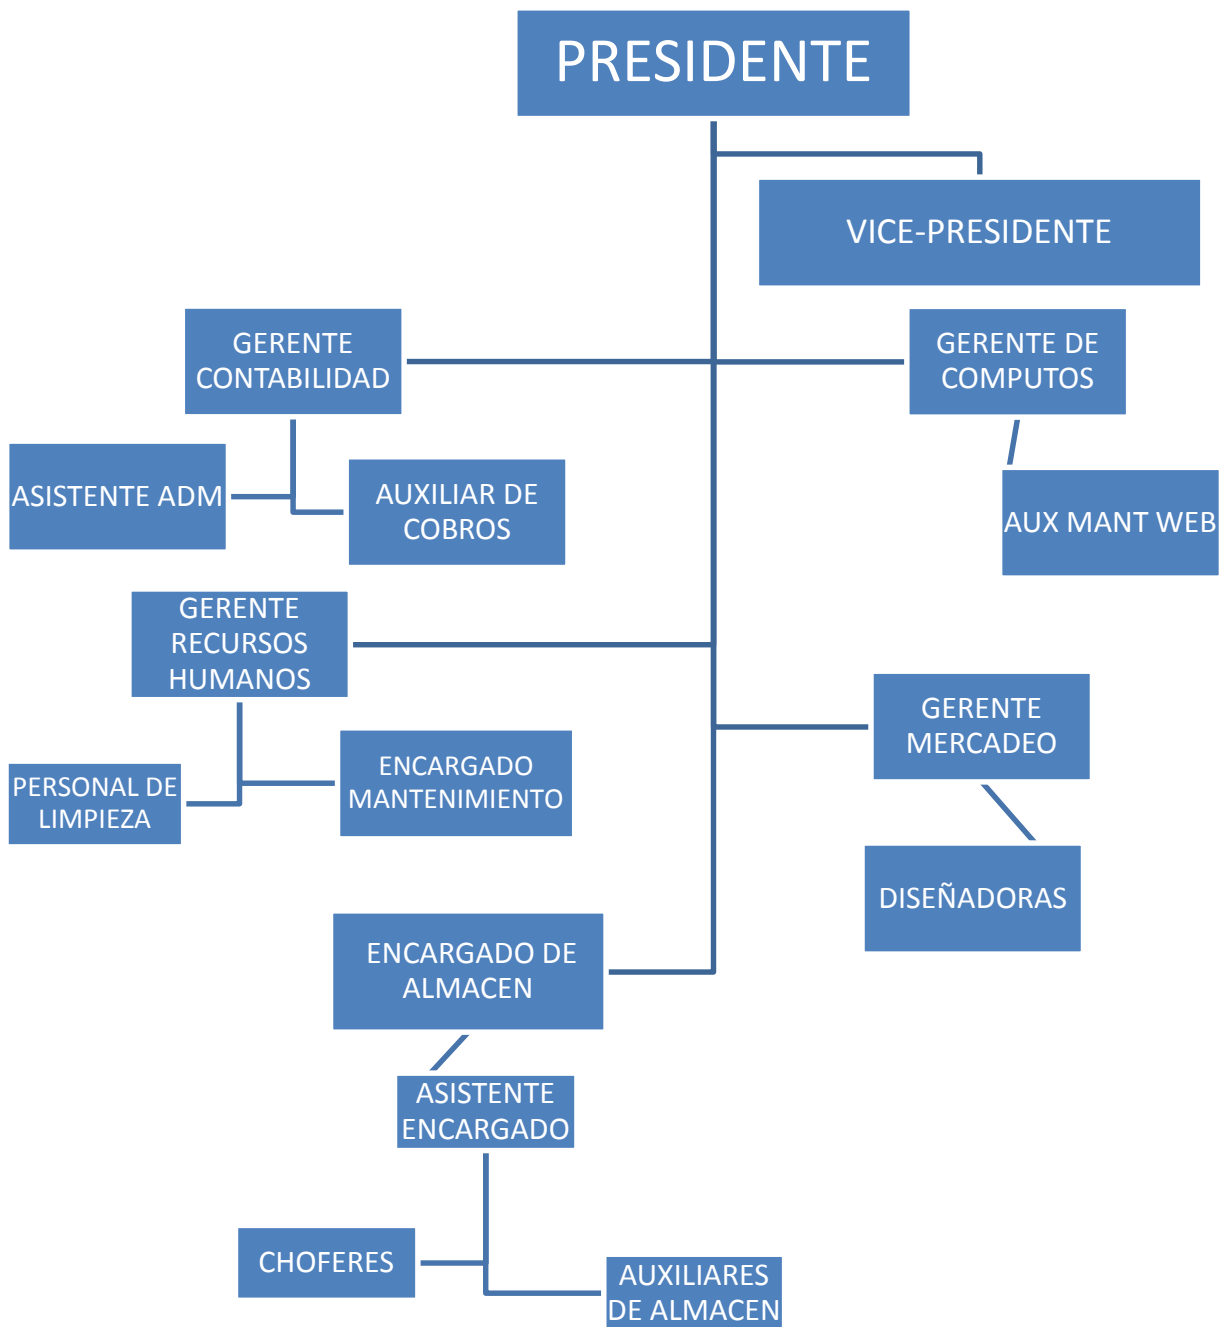 PRESIDENTE
VICE-PRESIDENTE
GERENTE
CONTABILIDAD
GERENTE DE
COMPUTOS
ASISTENTE ADM
AUXILIAR DE
COBROS
AUX MANT WEB
GERENTE
RECURSOS
HUMANOS
GERENTE
MERCADEO
PERSONAL DE
LIMPIEZA
ENCARGADO
MANTENIMIENTO
DISEÑADORAS
ENCARGADO DE
ALMACEN
ASISTENTE
ENCARGADO
CHOFERES
AUXILIARES
DE ALMACEN